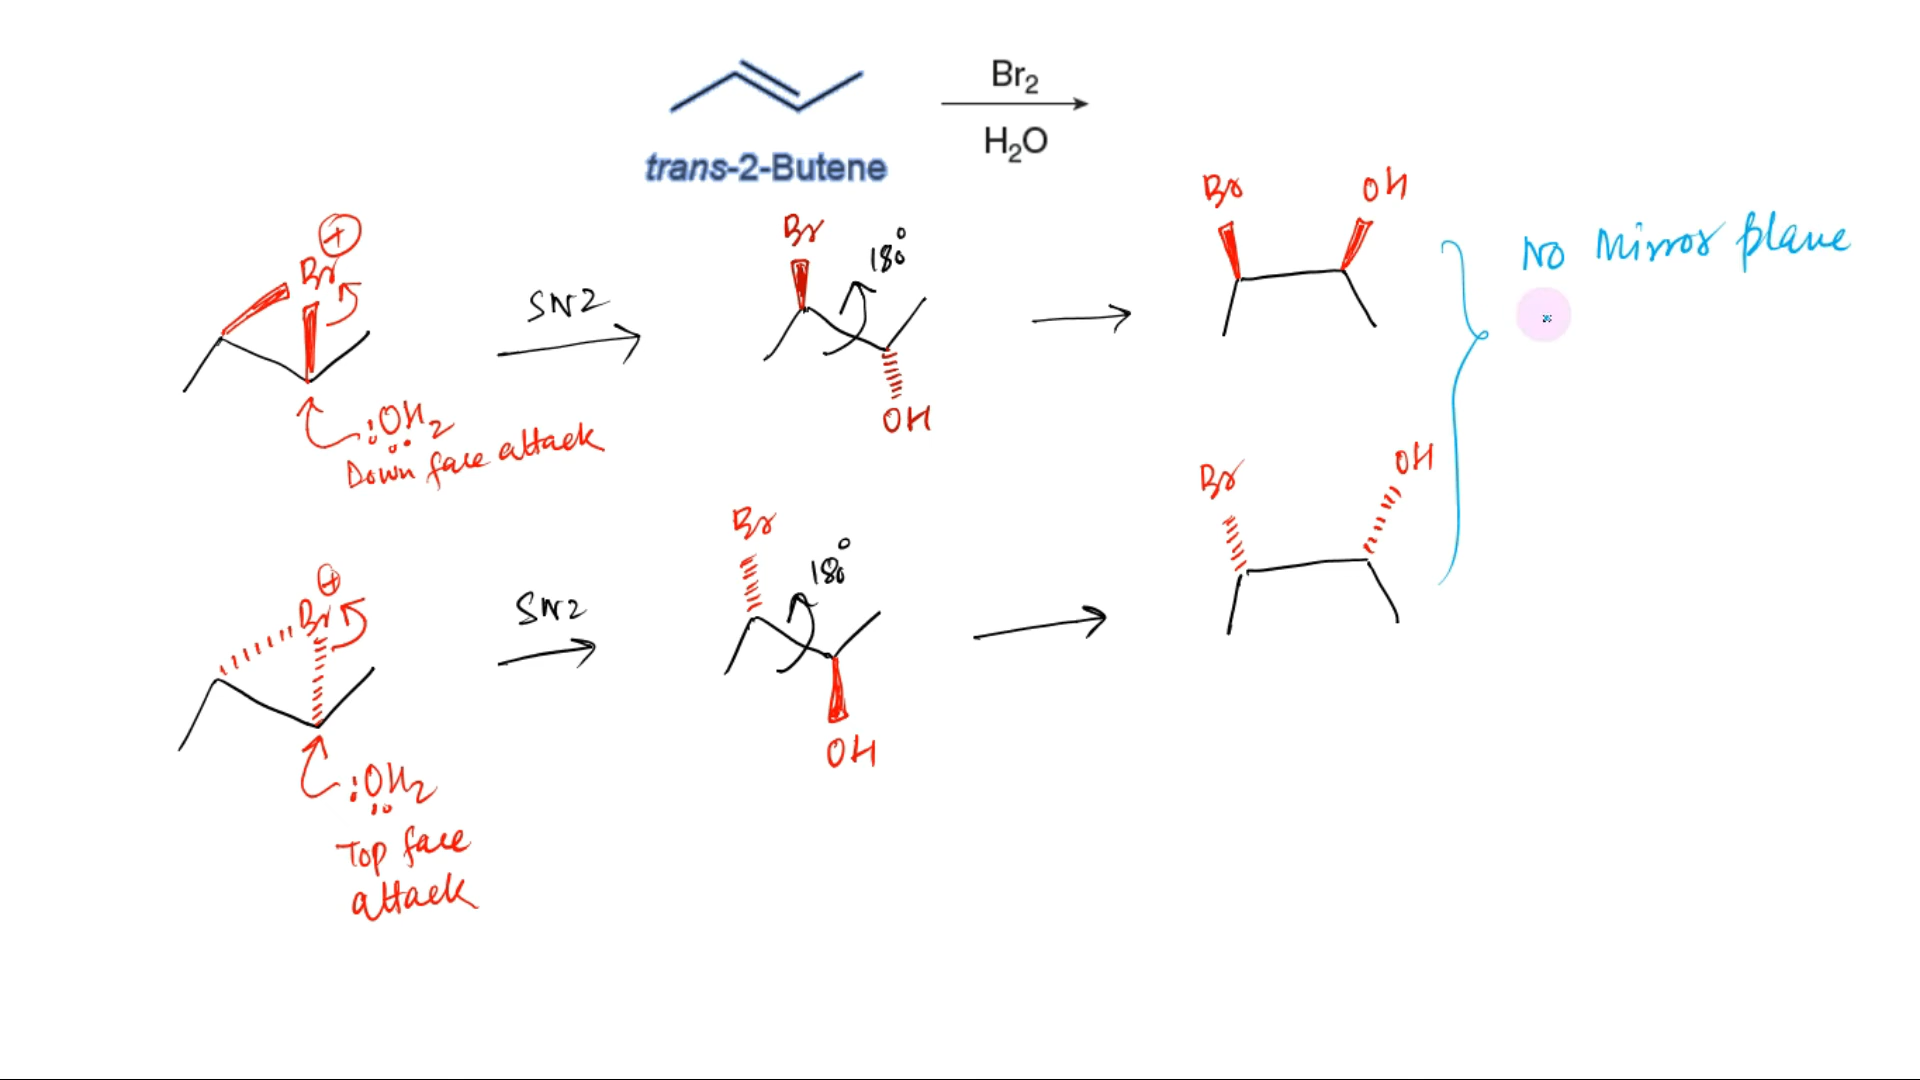 Br₂
H₂O
trans-2-Butene
Br
OH
⊕
Br
:OH₂
Down face attack
SN2
Br
180°
OH
No Mirror plane
⊕
Br
:OH₂
Top face
attack
SN2
Br
180°
OH
Br
OH